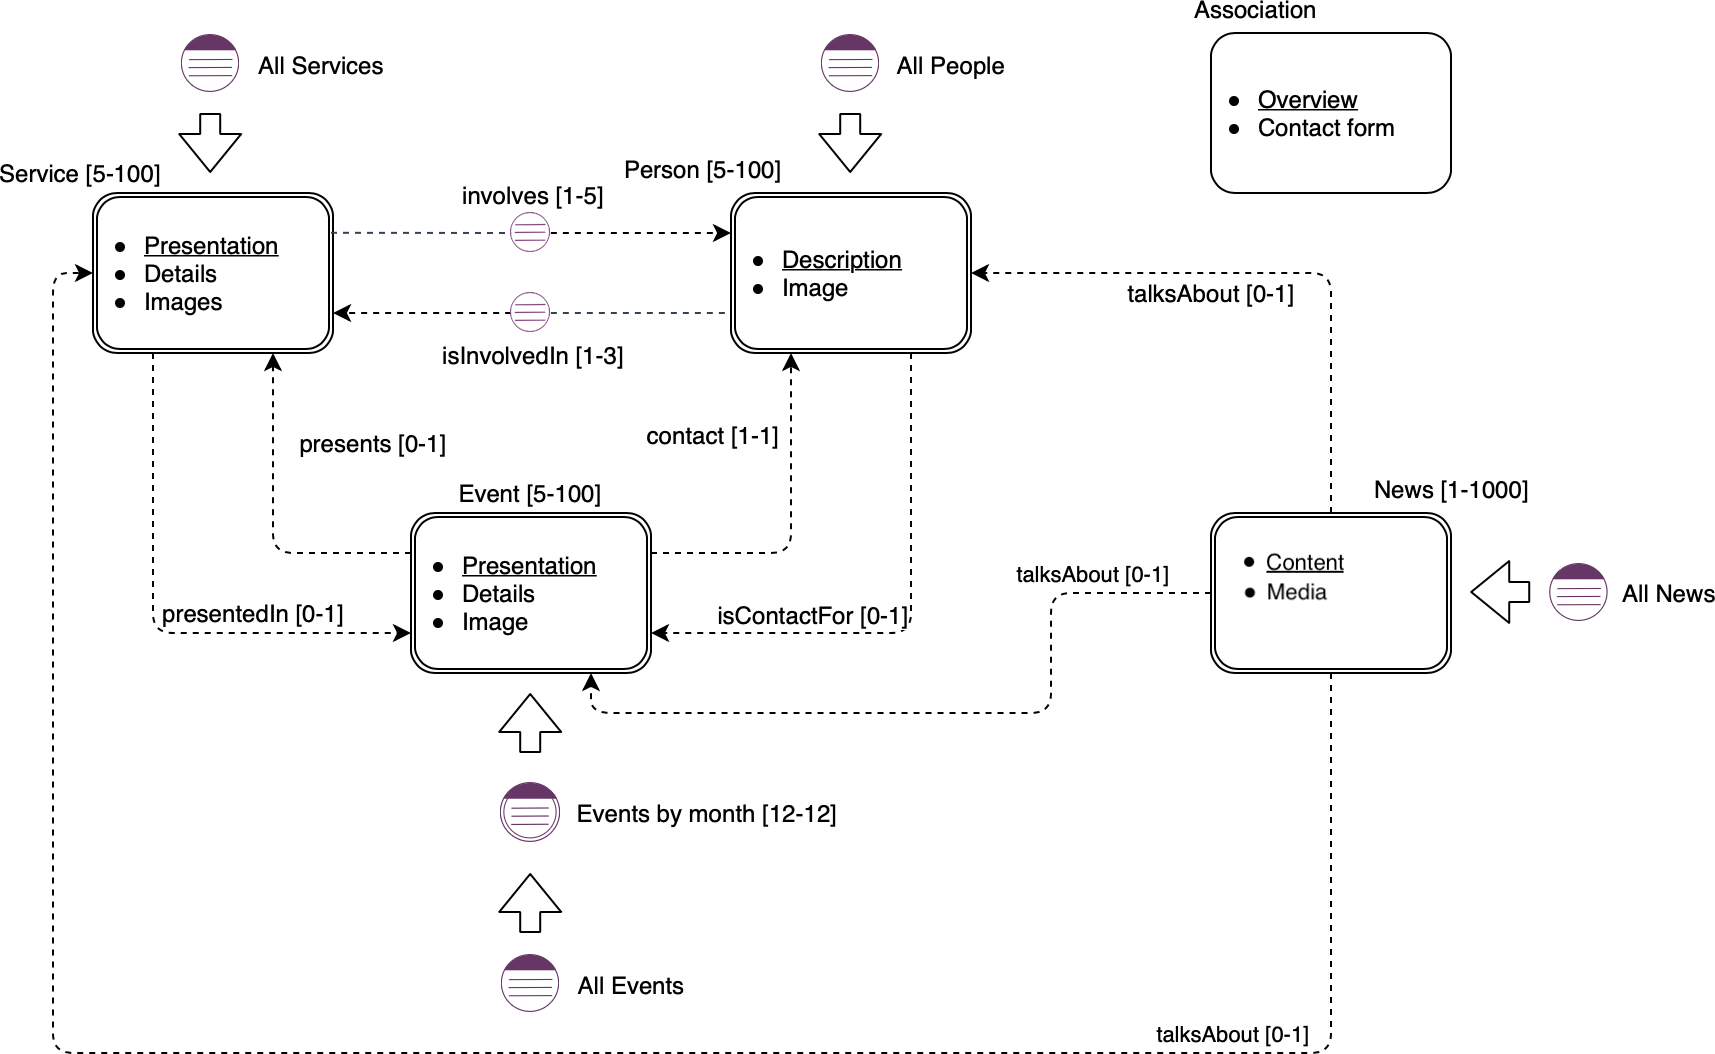 Association
All Services
All People
Overview
Contact form
Service [5-100]
Person [5-100]
involves [1-5]
Presentation
Details
Images
Description
Image
talksAbout [0-1]
isInvolvedIn [1-3]
presents [0-1]
contact [1-1]
Event [5-100]
News [1-1000]
Presentation
Details
Image
talksAbout [0-1]
Content
Media
All News
presentedIn [0-1]
isContactFor [0-1]
Events by month [12-12]
All Events
talksAbout [0-1]